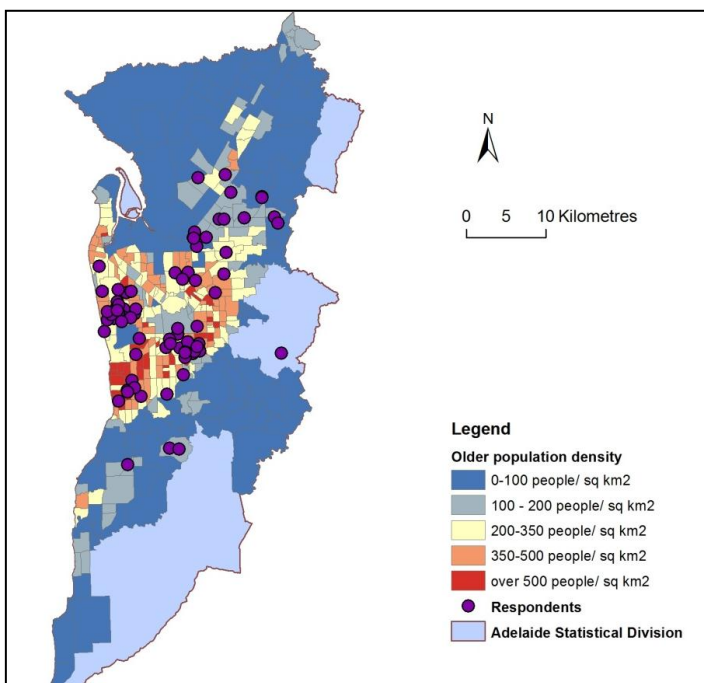 N
0 5 10 Kilometres
Legend
Older population density
0-100 people/ sq km2
100 - 200 people/ sq km2
200-350 people/ sq km2
350-500 people/ sq km2
over 500 people/ sq km2
Respondents
Adelaide Statistical Division